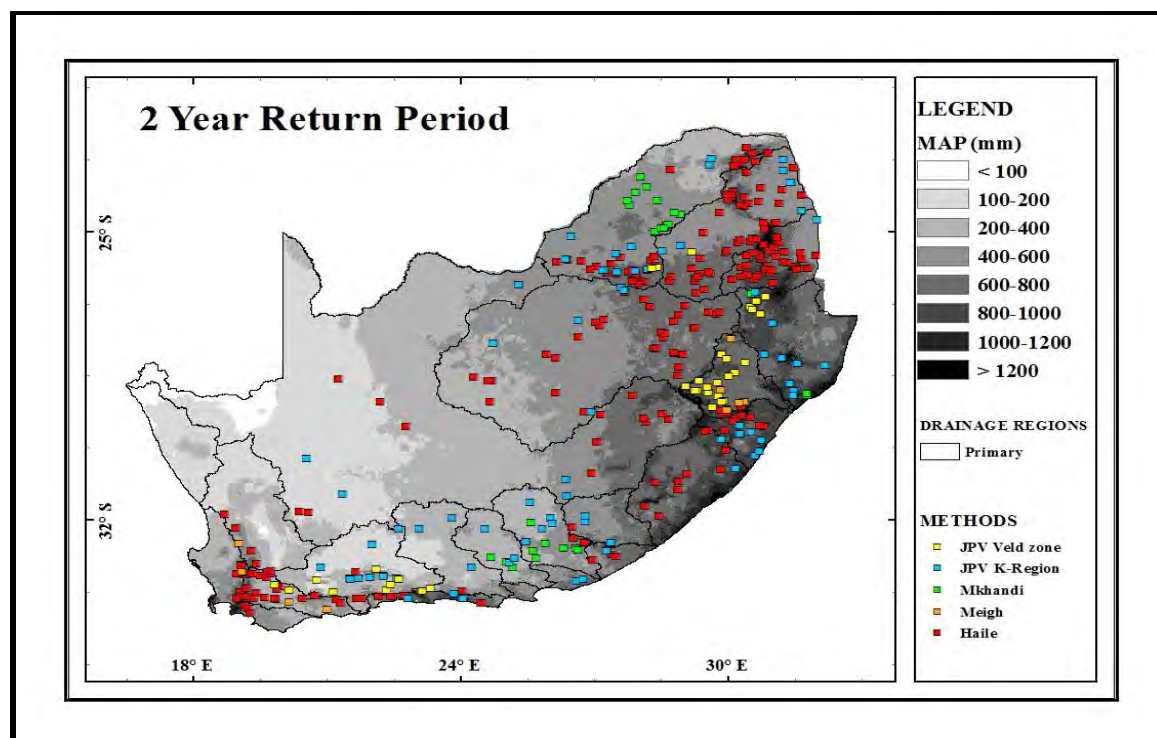 2 Year Return Period
25° S
32° S
18° E
24° E
30° E
LEGEND
MAP (mm)
< 100
100-200
200-400
400-600
600-800
800-1000
1000-1200
> 1200
DRAINAGE REGIONS
Primary
METHODS
JPV Veld zone
JPV K-Region
Mkhandi
Meigh
Haile